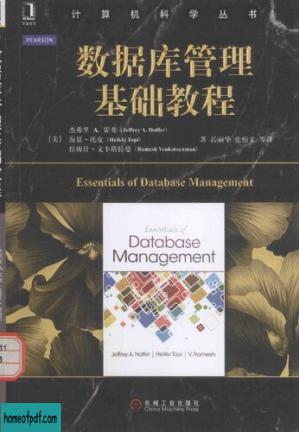 计算机科学丛书
PEARSON
数据库管理
基础教程
杰弗里 A. 霍弗 (Jeffrey A. Hoffer)
[美] 海基·托皮 (Heikki Topi) 著 岳丽华 张怡文 等译
拉梅什·文卡塔拉曼 (Ramesh Venkataraman)
Essentials of Database Management
Essentials of
Database
Management
Jeffrey A. Hoffer | Heikki Topi | V. Ramesh
机械工业出版社
China Machine Press
homeofpdf.com